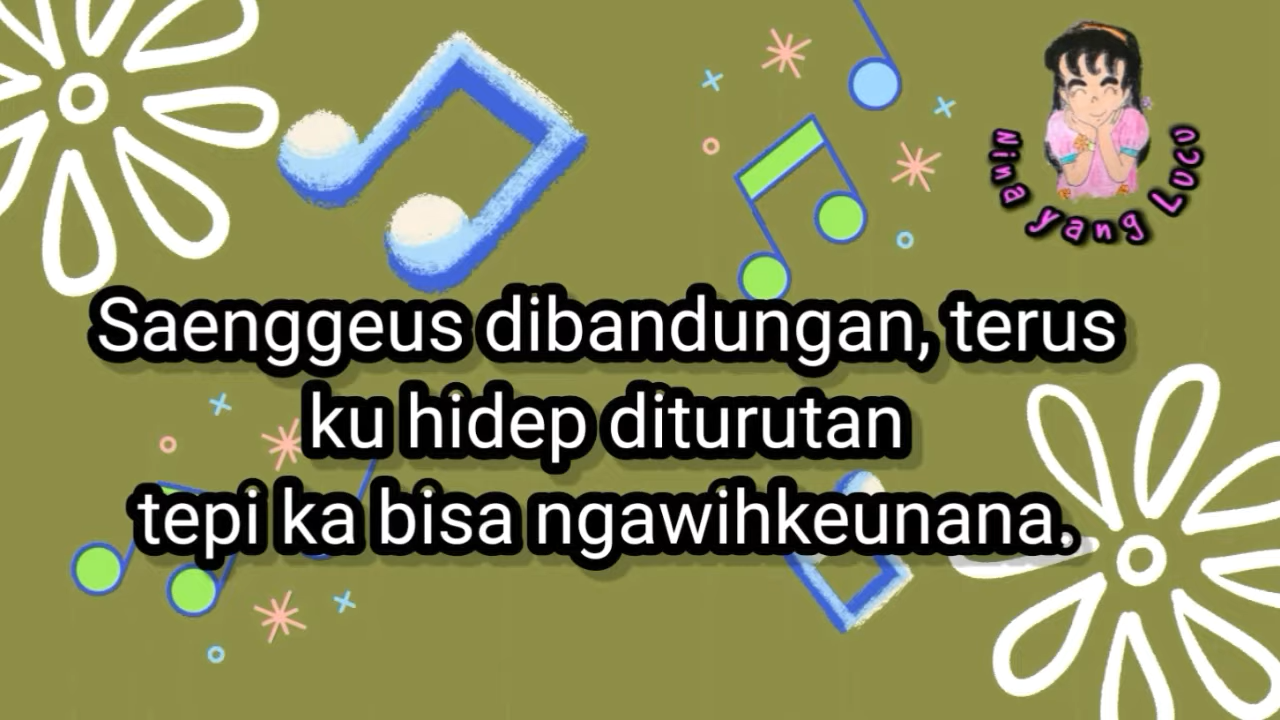 Nina yang Lucu
Saenggeus dibandungan, terus
ku hidep diturutan
tepi ka bisa ngawihkeunana.